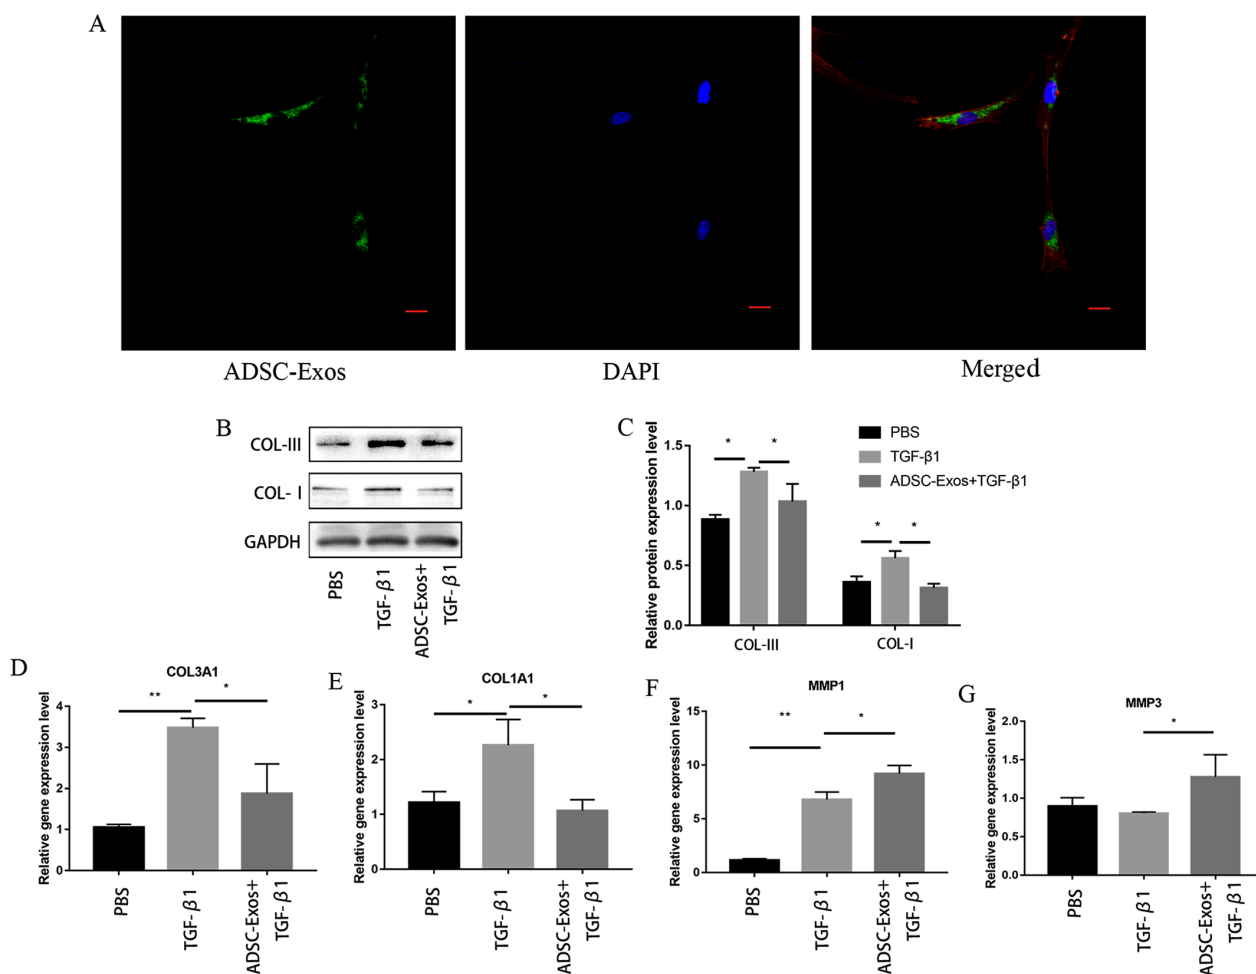 A
ADSC-Exos
DAPI
Merged
B
COL-III
COL- I
GAPDH
PBS
TGF-β1
ADSC-Exos+
TGF-β1
C
Relative protein expression level
1.5
1.0
0.5
0.0
*
*
*
*
COL-III
COL-I
PBS
TGF-β1
ADSC-Exos+TGF-β1
D
COL3A1
Relative gene expression level
4
3
2
1
0
**
*
PBS
TGF-β1
ADSC-Exos+
TGF-β1
E
COL1A1
Relative gene expression level
3
2
1
0
*
*
PBS
TGF-β1
ADSC-Exos+
TGF-β1
F
MMP1
Relative gene expression level
15
10
5
0
**
*
PBS
TGF-β1
ADSC-Exos+
TGF-β1
G
MMP3
Relative gene expression level
2.0
1.5
1.0
0.5
0.0
*
PBS
TGF-β1
ADSC-Exos+
TGF-β1